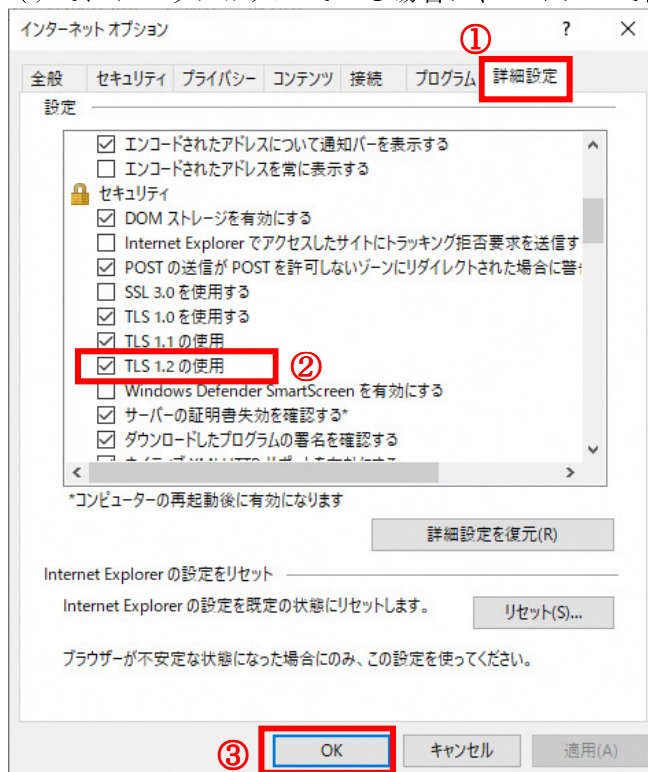 インターネット オプション ? ×
①
全般 セキュリティ プライバシー コンテンツ 接続 プログラム 詳細設定
設定
エンコードされたアドレスについて通知バーを表示する
エンコードされたアドレスを常に表示する
セキュリティ
DOM ストレージを有効にする
Internet Explorer でアクセスしたサイトにトラッキング拒否要求を送信す
POST の送信が POST を許可しないゾーンにリダイレクトされた場合に警
SSL 3.0 を使用する
TLS 1.0 を使用する
TLS 1.1 の使用
TLS 1.2 の使用 ②
Windows Defender SmartScreen を有効にする
サーバーの証明書失効を確認する*
ダウンロードしたプログラムの署名を確認する
*コンピューターの再起動後に有効になります
詳細設定を復元(R)
Internet Explorer の設定をリセット
Internet Explorer の設定を既定の状態にリセットします。
リセット(S)...
ブラウザーが不安定な状態になった場合にのみ、この設定を使ってください。
③ OK キャンセル 適用(A)